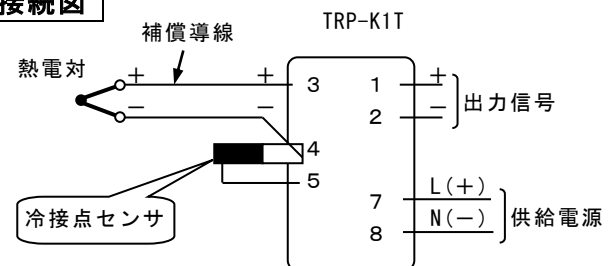 接続図
TRP-K1T
補償導線
熱電対
＋ ＋ 3 1 ＋
－ － 2 － 出力信号
4
5
冷接点センサ
7 L(＋)
8 N(－) 供給電源